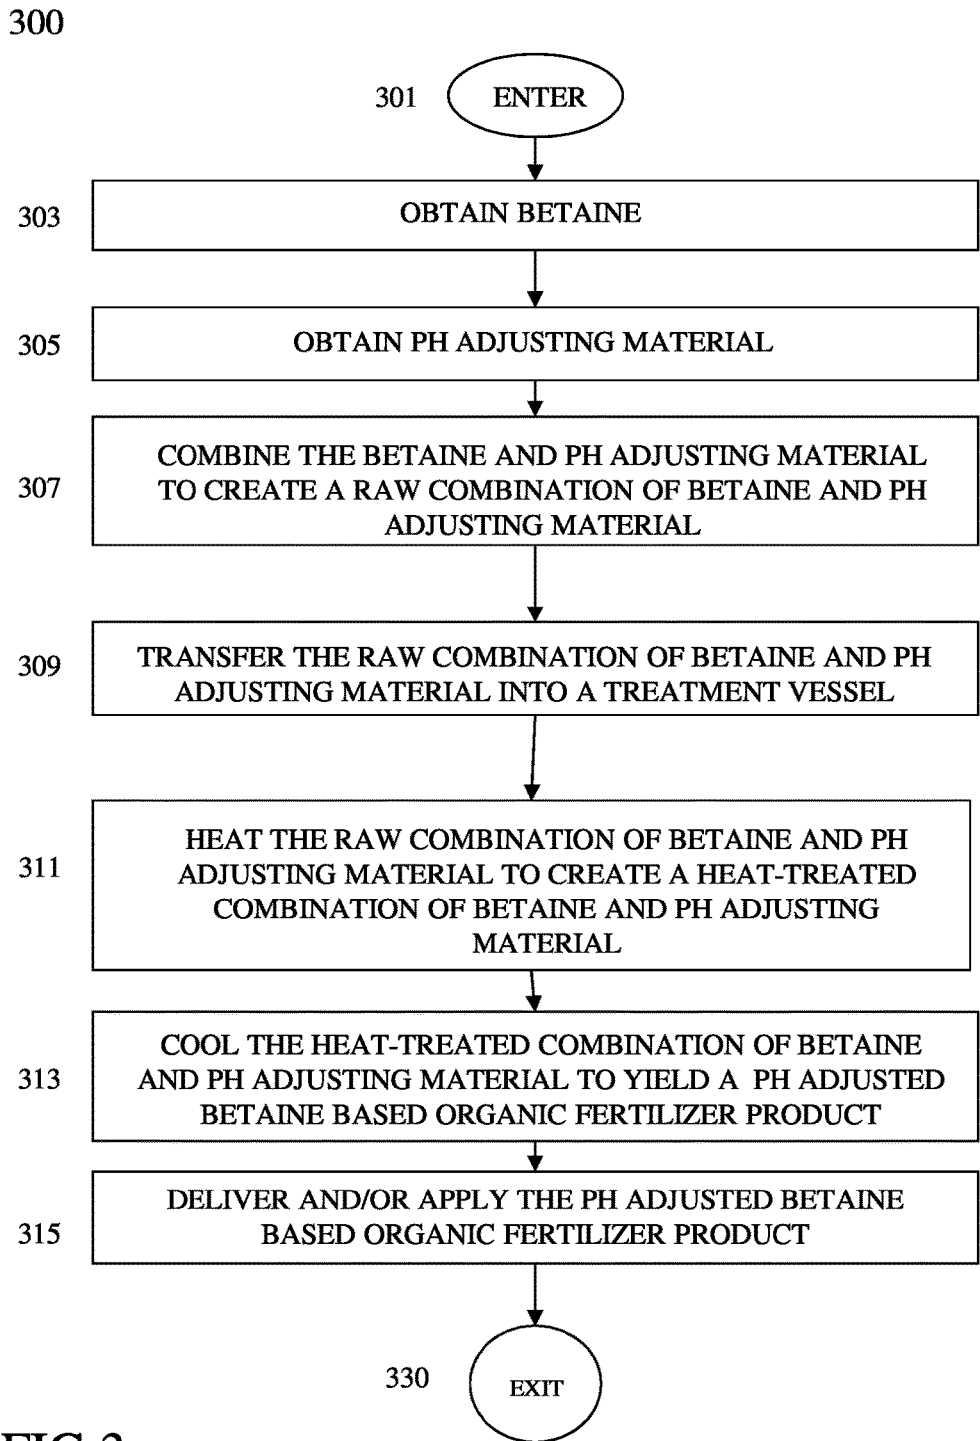 300
301
ENTER
303
OBTAIN BETAINE
305
OBTAIN PH ADJUSTING MATERIAL
307
COMBINE THE BETAINE AND PH ADJUSTING MATERIAL
TO CREATE A RAW COMBINATION OF BETAINE AND PH
ADJUSTING MATERIAL
309
TRANSFER THE RAW COMBINATION OF BETAINE AND PH
ADJUSTING MATERIAL INTO A TREATMENT VESSEL
311
HEAT THE RAW COMBINATION OF BETAINE AND PH
ADJUSTING MATERIAL TO CREATE A HEAT-TREATED
COMBINATION OF BETAINE AND PH ADJUSTING
MATERIAL
313
COOL THE HEAT-TREATED COMBINATION OF BETAINE
AND PH ADJUSTING MATERIAL TO YIELD A PH ADJUSTED
BETAINE BASED ORGANIC FERTILIZER PRODUCT
315
DELIVER AND/OR APPLY THE PH ADJUSTED BETAINE
BASED ORGANIC FERTILIZER PRODUCT
330
EXIT